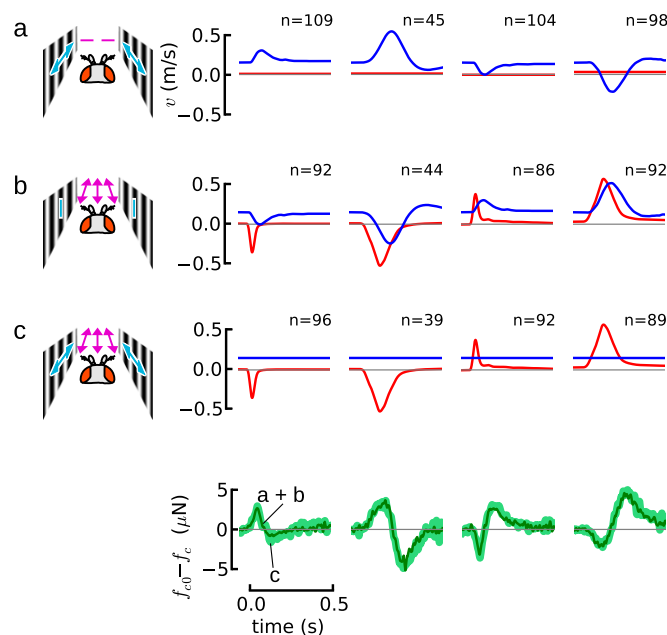 a
n=109 n=45 n=104 n=98
v (m/s)
0.5
0.0
−0.5
b
n=92 n=44 n=86 n=92
0.5
0.0
−0.5
c
n=96 n=39 n=92 n=89
0.5
0.0
−0.5
f_c0−f_c (μN)
5
0
−5
a + b
c
0.0 0.5
time (s)